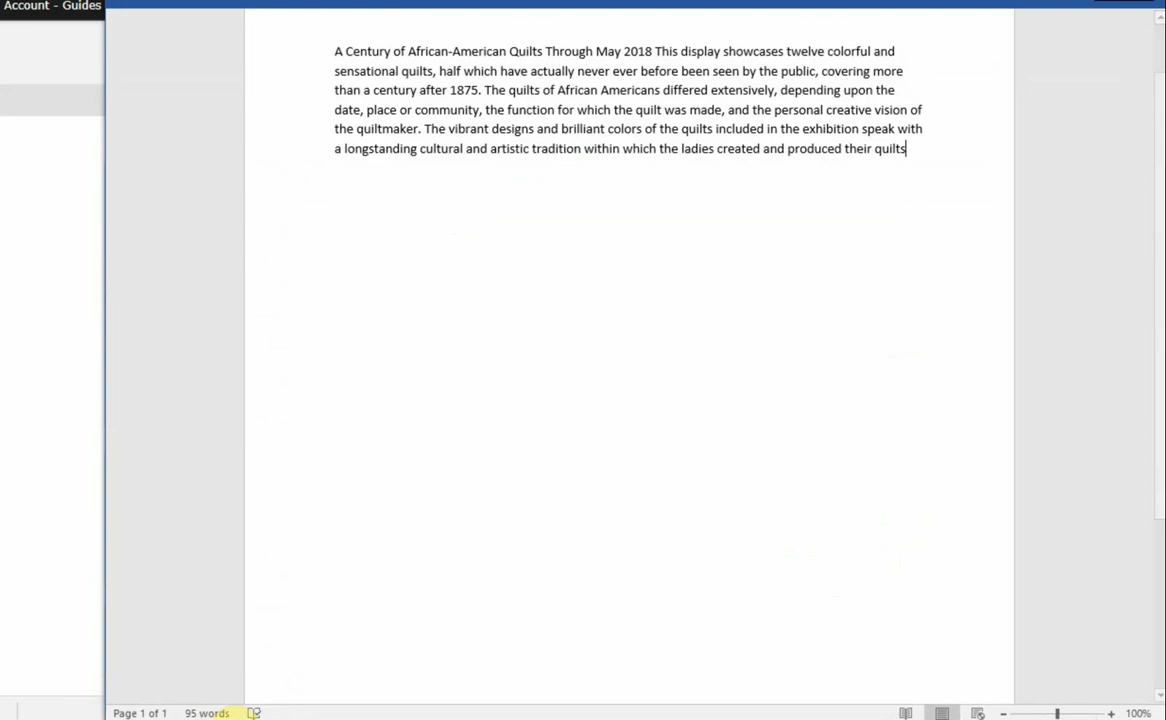 Account - Guides
A Century of African-American Quilts Through May 2018 This display showcases twelve colorful and
sensational quilts, half which have actually never ever before been seen by the public, covering more
than a century after 1875. The quilts of African Americans differed extensively, depending upon the
date, place or community, the function for which the quilt was made, and the personal creative vision of
the quiltmaker. The vibrant designs and brilliant colors of the quilts included in the exhibition speak with
a longstanding cultural and artistic tradition within which the ladies created and produced their quilts
Page 1 of 1 95 words 100%